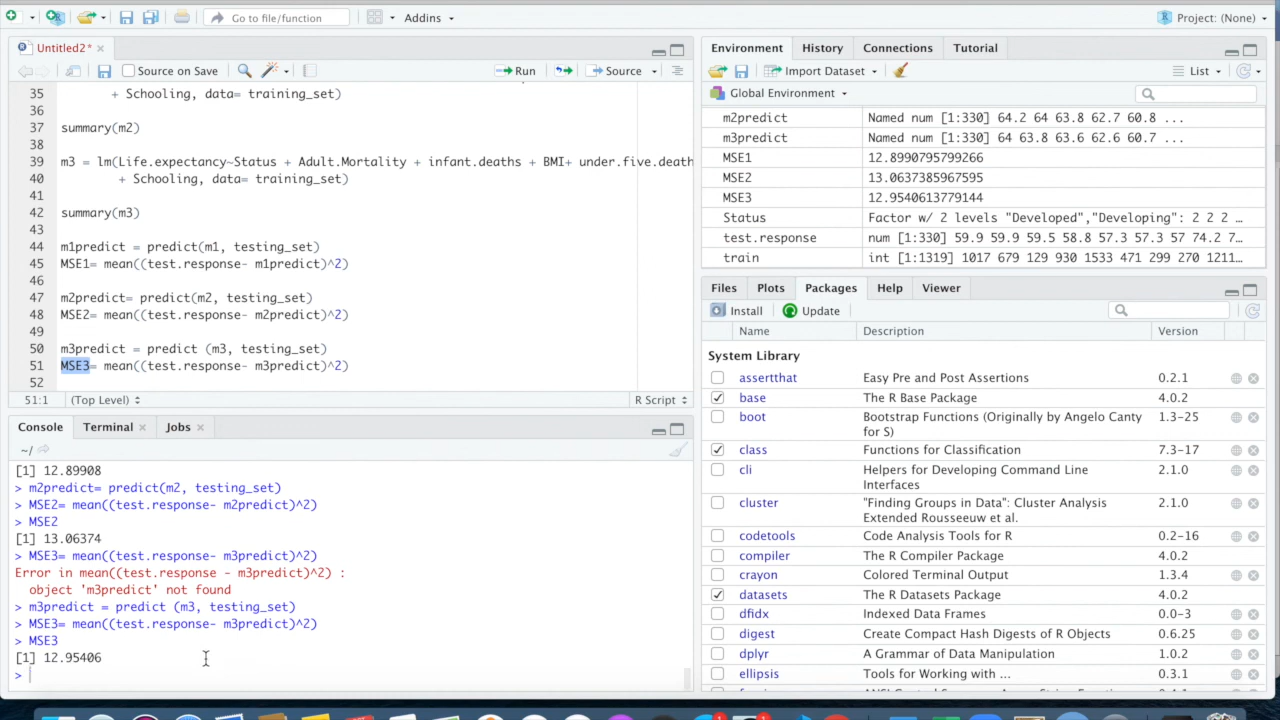 Go to file/function
Addins
Project: (None)
Untitled2*
Source on Save
Run
Source
35 + Schooling, data= training_set)
36
37 summary(m2)
38
39 m3 = lm(Life.expectancy~Status + Adult.Mortality + infant.deaths + BMI+ under.five.death
40 + Schooling, data= training_set)
41
42 summary(m3)
43
44 m1predict = predict(m1, testing_set)
45 MSE1= mean((test.response- m1predict)^2)
46
47 m2predict= predict(m2, testing_set)
48 MSE2= mean((test.response- m2predict)^2)
49
50 m3predict = predict (m3, testing_set)
51 MSE3= mean((test.response- m3predict)^2)
52
51:1 (Top Level) R Script
Console Terminal Jobs
~/
[1] 12.89908
> m2predict= predict(m2, testing_set)
> MSE2= mean((test.response- m2predict)^2)
> MSE2
[1] 13.06374
> MSE3= mean((test.response- m3predict)^2)
Error in mean((test.response - m3predict)^2) :
object 'm3predict' not found
> m3predict = predict (m3, testing_set)
> MSE3= mean((test.response- m3predict)^2)
> MSE3
[1] 12.95406
>
Environment History Connections Tutorial
Import Dataset List
Global Environment
m2predict Named num [1:330] 64.2 64 63.8 62.7 60.8 ...
m3predict Named num [1:330] 64 63.8 63.6 62.6 60.7 ...
MSE1 12.8990795799266
MSE2 13.0637385967595
MSE3 12.9540613779144
Status Factor w/ 2 levels "Developed","Developing": 2 2 2 …
test.response num [1:330] 59.9 59.9 59.5 58.8 57.3 57.3 57 74.2 7…
train int [1:1319] 1017 679 129 930 1533 471 299 270 1211…
Files Plots Packages Help Viewer
Install Update
Name Description Version
System Library
assertthat Easy Pre and Post Assertions 0.2.1
base The R Base Package 4.0.2
boot Bootstrap Functions (Originally by Angelo Canty 1.3-25
for S)
class Functions for Classification 7.3-17
cli Helpers for Developing Command Line 2.1.0
Interfaces
cluster "Finding Groups in Data": Cluster Analysis 2.1.0
Extended Rousseeuw et al.
codetools Code Analysis Tools for R 0.2-16
compiler The R Compiler Package 4.0.2
crayon Colored Terminal Output 1.3.4
datasets The R Datasets Package 4.0.2
dfidx Indexed Data Frames 0.0-3
digest Create Compact Hash Digests of R Objects 0.6.25
dplyr A Grammar of Data Manipulation 1.0.2
ellipsis Tools for Working with ... 0.3.1